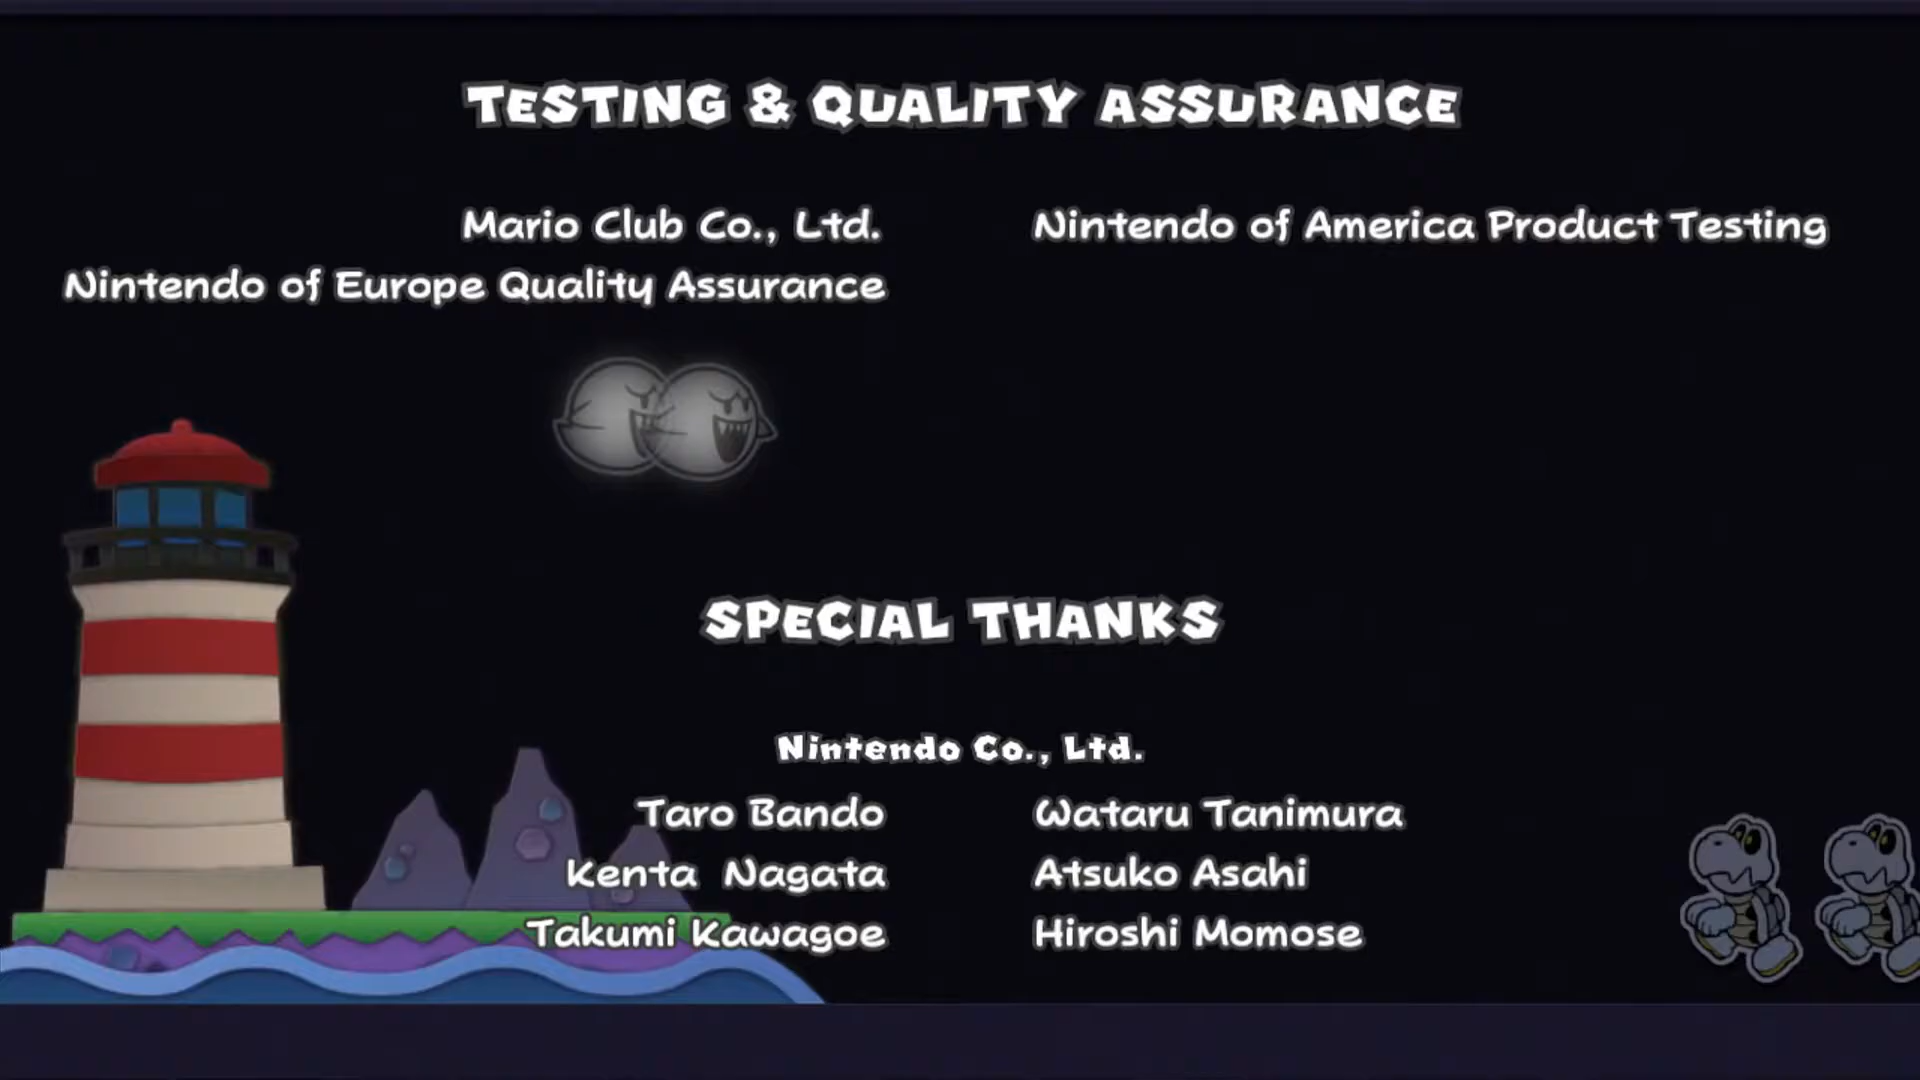 TESTING & QUALITY ASSURANCE
Mario Club Co., Ltd. Nintendo of America Product Testing
Nintendo of Europe Quality Assurance
SPECIAL THANKS
Nintendo Co., Ltd.
Taro Bando Wataru Tanimura
Kenta Nagata Atsuko Asahi
Takumi Kawagoe Hiroshi Momose